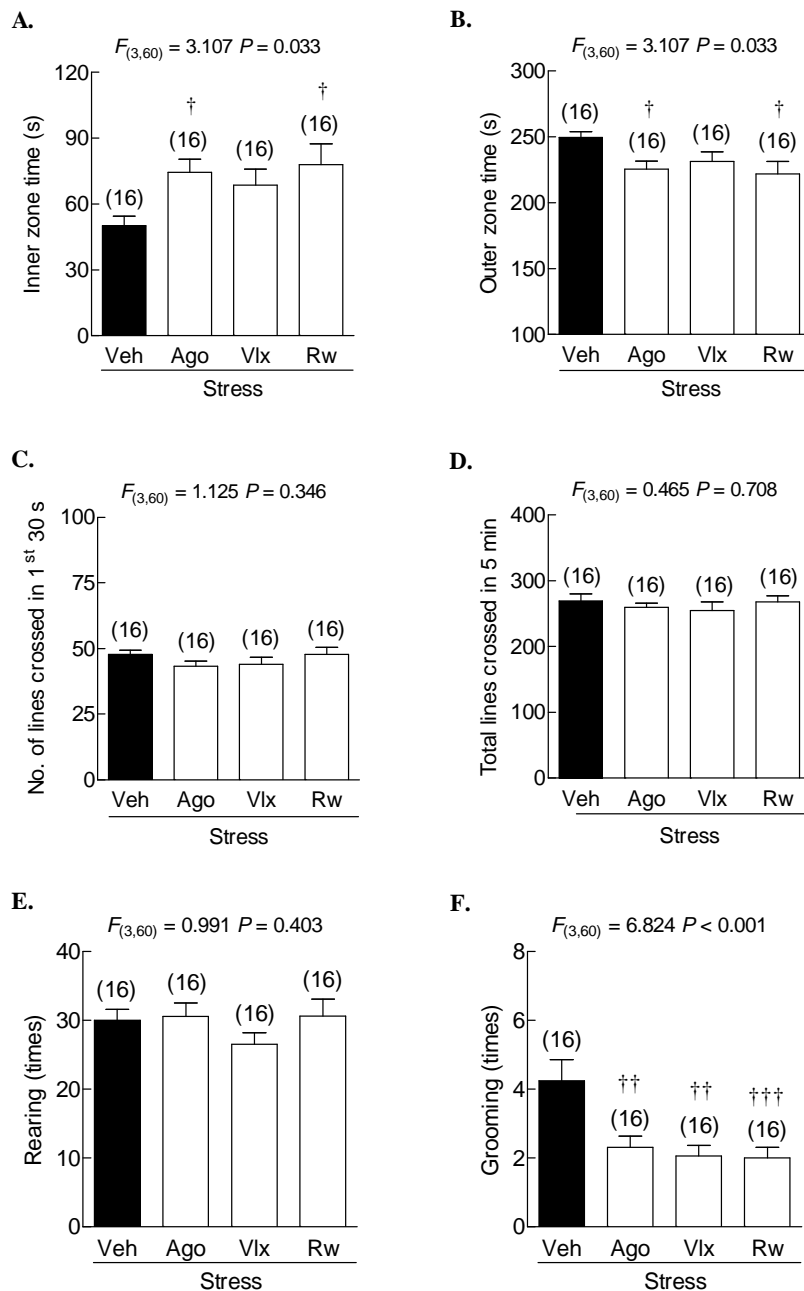 A.
F(3,60) = 3.107 P = 0.033
Inner zone time (s)
120
90
60
30
0
(16)
†
(16)
(16)
†
(16)
Veh Ago Vlx Rw
Stress
B.
F(3,60) = 3.107 P = 0.033
Outer zone time (s)
300
250
200
150
100
(16)
†
(16)
(16)
†
(16)
Veh Ago Vlx Rw
Stress
C.
F(3,60) = 1.125 P = 0.346
No. of lines crossed in 1st 30 s
100
75
50
25
0
(16) (16) (16) (16)
Veh Ago Vlx Rw
Stress
D.
F(3,60) = 0.465 P = 0.708
Total lines crossed in 5 min
400
300
200
100
0
(16) (16) (16) (16)
Veh Ago Vlx Rw
Stress
E.
F(3,60) = 0.991 P = 0.403
Rearing (times)
40
30
20
10
0
(16) (16) (16) (16)
Veh Ago Vlx Rw
Stress
F.
F(3,60) = 6.824 P < 0.001
Grooming (times)
8
6
4
2
0
(16)
††
(16)
††
(16)
†††
(16)
Veh Ago Vlx Rw
Stress